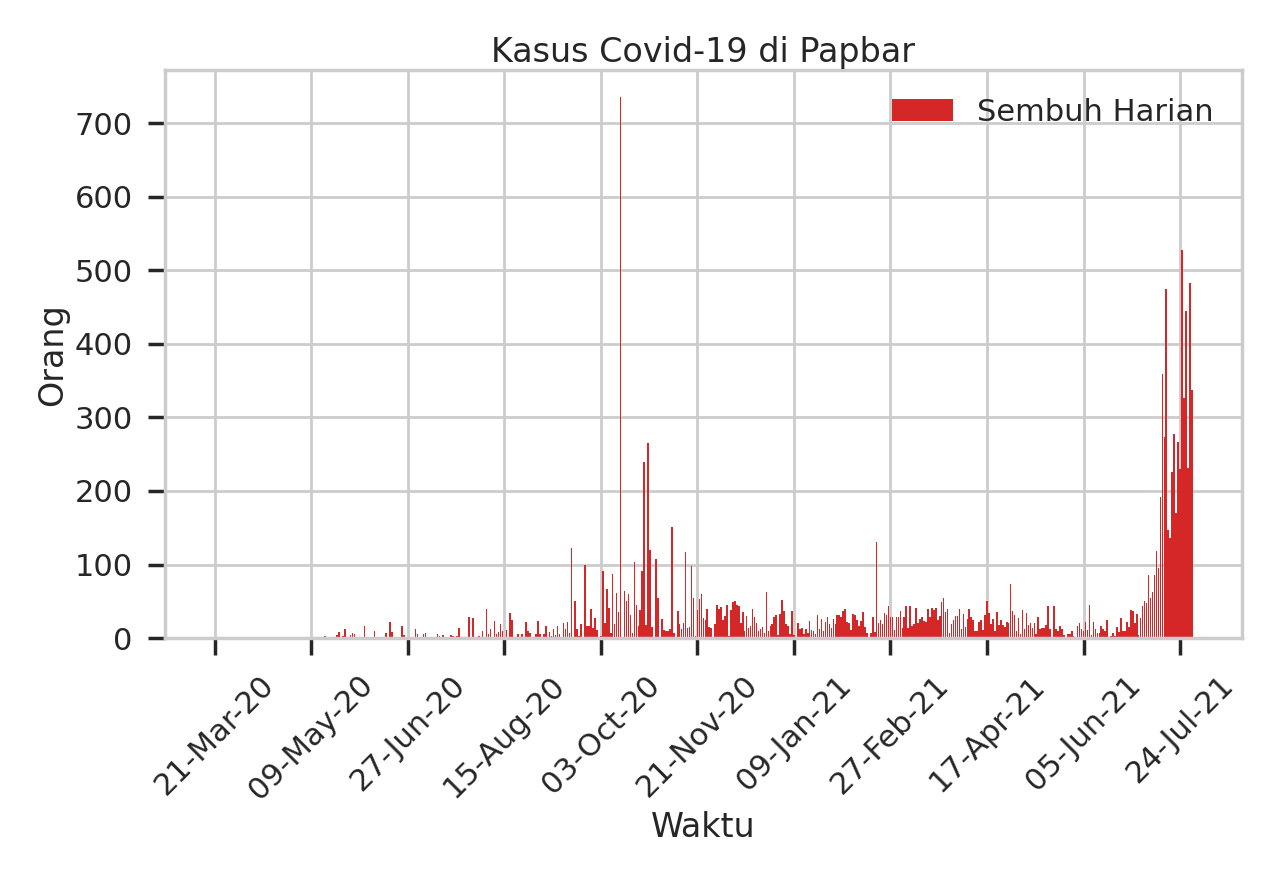 Kasus Covid-19 di Papbar
Sembuh Harian
700
600
500
400
300
200
100
0
Orang
21-Mar-20
09-May-20
27-Jun-20
15-Aug-20
03-Oct-20
21-Nov-20
09-Jan-21
27-Feb-21
17-Apr-21
05-Jun-21
24-Jul-21
Waktu